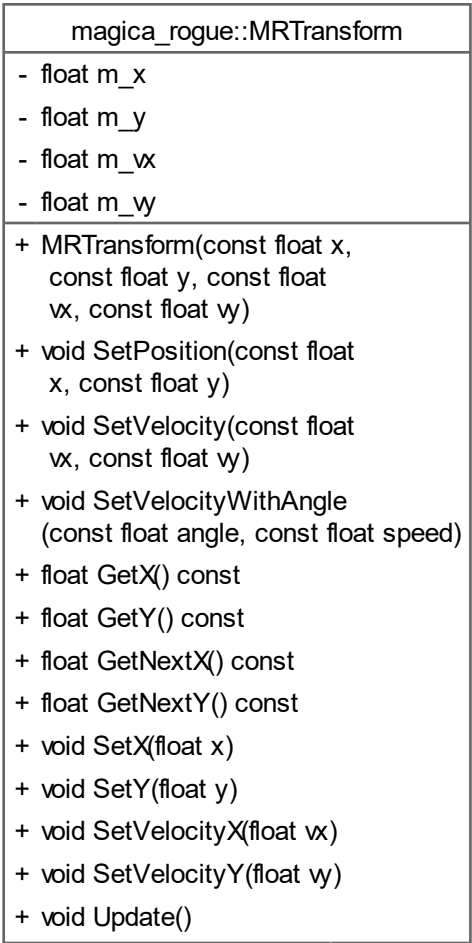 magica_rogue::MRTransform
- float m_x
- float m_y
- float m_vx
- float m_vy
+ MRTransform(const float x,
const float y, const float
vx, const float vy)
+ void SetPosition(const float
x, const float y)
+ void SetVelocity(const float
vx, const float vy)
+ void SetVelocityWithAngle
(const float angle, const float speed)
+ float GetX() const
+ float GetY() const
+ float GetNextX() const
+ float GetNextY() const
+ void SetX(float x)
+ void SetY(float y)
+ void SetVelocityX(float vx)
+ void SetVelocityY(float vy)
+ void Update()